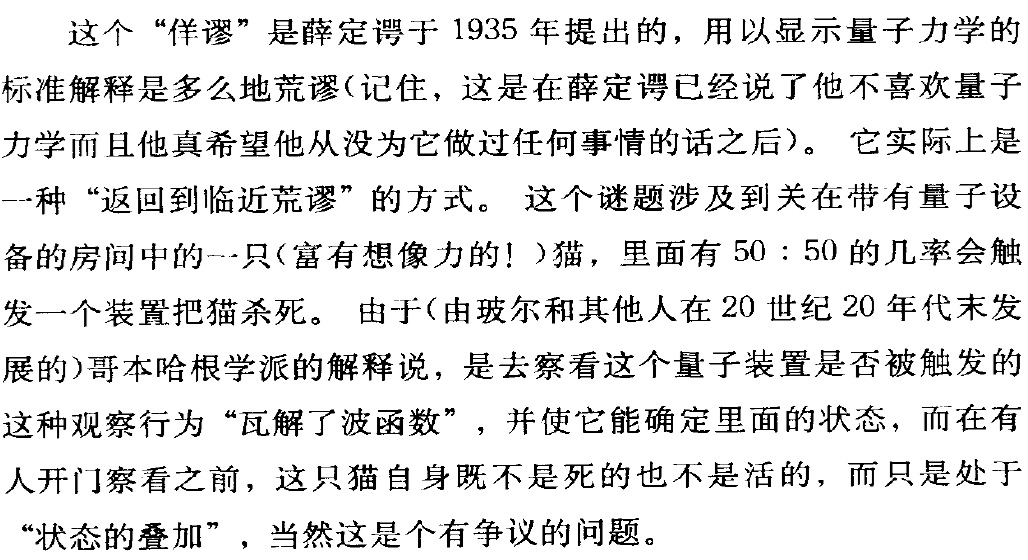 这个“佯谬”是薛定谔于 1935 年提出的，用以显示量子力学的
标准解释是多么地荒谬(记住，这是在薛定谔已经说了他不喜欢量子
力学而且他真希望他从没为它做过任何事情的话之后)。 它实际上是
一种“返回到临近荒谬”的方式。 这个谜题涉及到关在带有量子设
备的房间中的一只(富有想像力的！)猫，里面有 50：50 的几率会触
发一个装置把猫杀死。 由于(由玻尔和其他人在 20 世纪 20 年代末发
展的)哥本哈根学派的解释说，是去察看这个量子装置是否被触发的
这种观察行为“瓦解了波函数”，并使它能确定里面的状态，而在有
人开门察看之前，这只猫自身既不是死的也不是活的，而只是处于
“状态的叠加”，当然这是个有争议的问题。